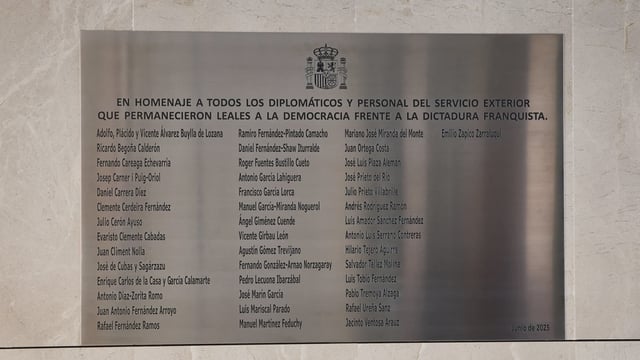 EN HOMENAJE A TODOS LOS DIPLOMÁTICOS Y PERSONAL DEL SERVICIO EXTERIOR
QUE PERMANECIERON LEALES A LA DEMOCRACIA FRENTE A LA DICTADURA FRANQUISTA.
Adolfo, Plácido y Vicente Álvarez Buylla de Lozana
Ricardo Begoña Calderón
Fernando Careaga Echevarría
Josep Carner i Puig-Oriol
Daniel Carrera Díez
Clemente Cerdeira Fernández
Julio Cerón Ayuso
Evaristo Clemente Cabadas
Juan Climent Nolla
José de Cubas y Sagárzazu
Enrique Carlos de la Casa y García Calamarte
Antonio Díaz-Zorita Romo
Juan Antonio Fernández Arroyo
Rafael Fernández Ramos
Ramiro Fernández-Pintado Camacho
Daniel Fernández-Shaw Iturralde
Roger Fuentes Bustillo Cueto
Antonio García Lahiguera
Francisco García Lorca
Manuel García-Miranda Noguerol
Ángel Giménez Cuende
Vicente Girbau León
Agustín Gómez Trevijano
Fernando González-Arnao Norzagaray
Pedro Lecuona Ibarzábal
José Marín García
Luis Mariscal Parado
Manuel Martínez Feduchy
Mariano José Miranda del Monte
Juan Ortega Costa
José Luis Plaza Alemán
José Prieto del Río
Julio Prieto Villabrille
Andrés Rodríguez Ramón
Luis Amador Sánchez Fernández
Antonio Luis Serrano Contreras
Hilario Tejero Aguirre
Salvador Téllez Molina
Luis Tobío Fernández
Pablo Tremoya Alzaga
Rafael Ureña Sanz
Jacinto Ventosa Arauz
Emilio Zapico Zarraluqui
Junio de 2025